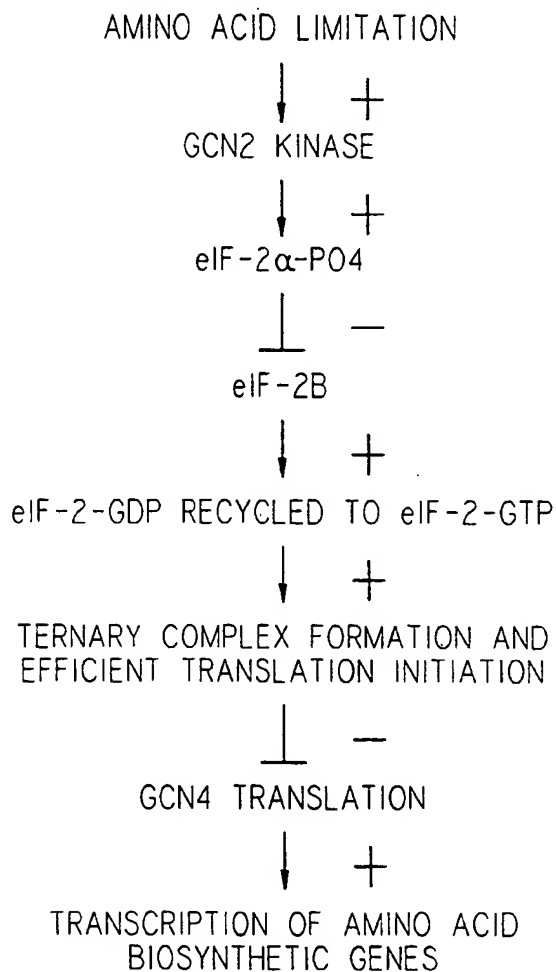 AMINO ACID LIMITATION
+
GCN2 KINASE
+
eIF-2α-PO4
−
eIF-2B
+
eIF-2-GDP RECYCLED TO eIF-2-GTP
+
TERNARY COMPLEX FORMATION AND
EFFICIENT TRANSLATION INITIATION
−
GCN4 TRANSLATION
+
TRANSCRIPTION OF AMINO ACID
BIOSYNTHETIC GENES